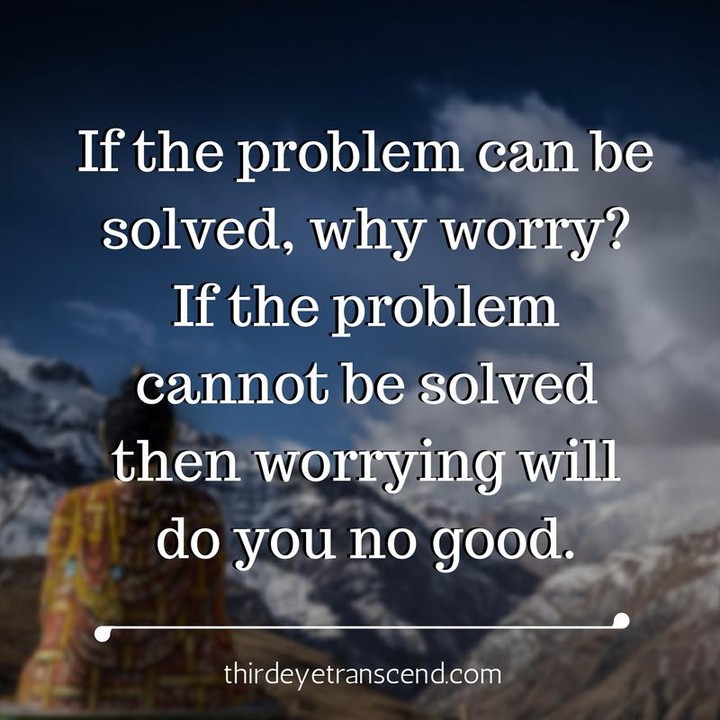 If the problem can be
solved, why worry?
If the problem
cannot be solved
then worrying will
do you no good.
thirdeyetranscend.com